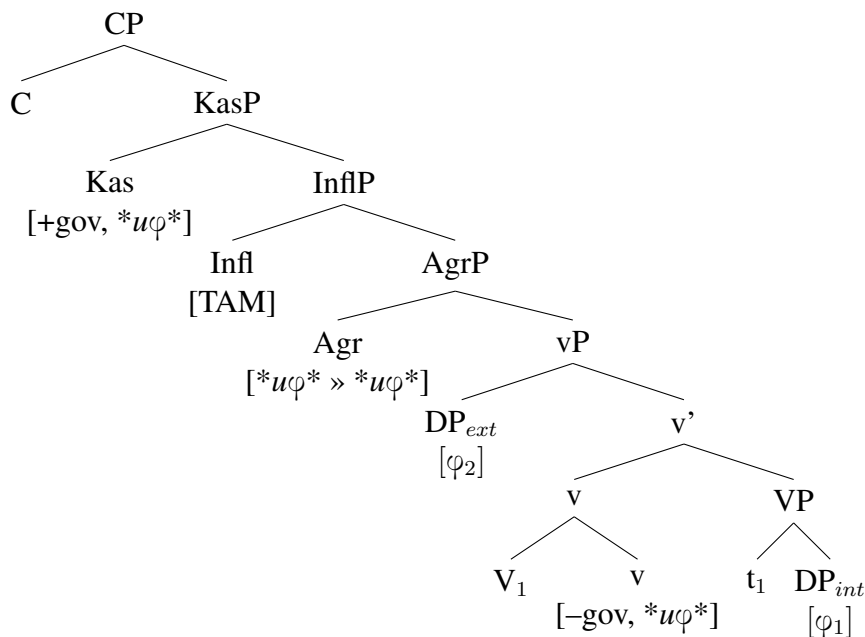 CP
C KasP
Kas InflP
[+gov, *uφ*]
Infl AgrP
[TAM]
Agr vP
[*uφ* » *uφ*]
DPext v’
[φ2]
v VP
V1 v t1 DPint
[–gov, *uφ*] [φ1]